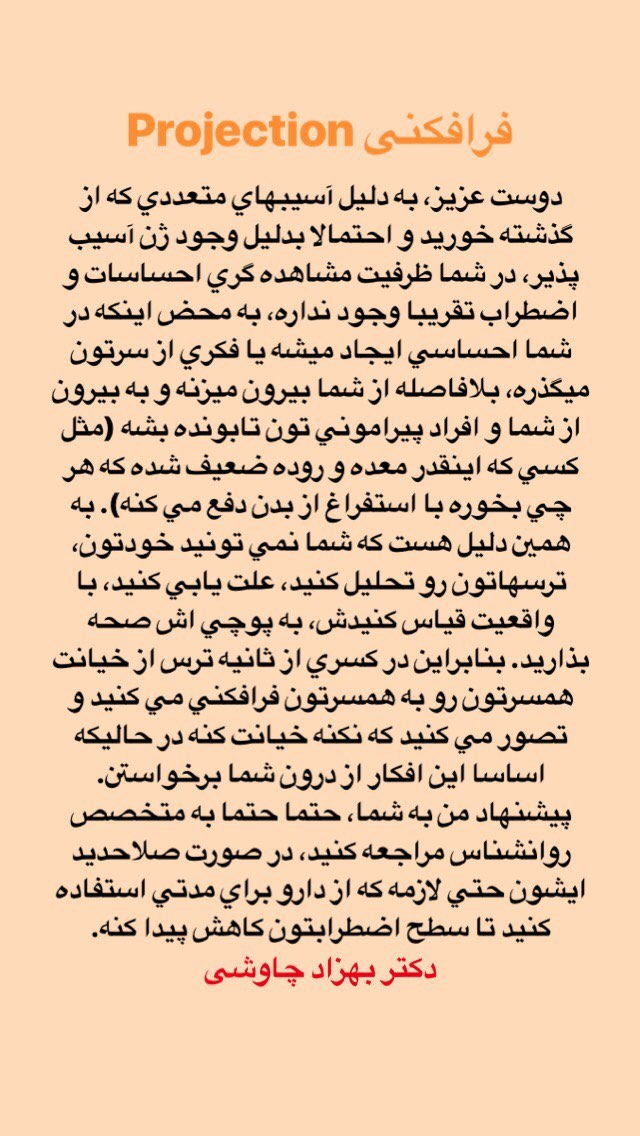 فرافکنی Projection
دوست عزیز، به دلیل آسیبهاي متعددي که از
گذشته خورید و احتمالا بدلیل وجود ژن آسیب
پذیر، در شما ظرفیت مشاهده گري احساسات و
اضطراب تقریبا وجود نداره، به محض اینکه در
شما احساسي ایجاد میشه یا فکري از سرتون
میگذره، بلافاصله از شما بیرون میزنه و به بیرون
از شما و افراد پیراموني تون تابونده بشه (مثل
کسي که اینقدر معده و روده ضعیف شده که هر
چي بخوره با استفراغ از بدن دفع مي کنه). به
همین دلیل هست که شما نمي تونید خودتون،
ترسهاتون رو تحلیل کنید، علت یابي کنید، با
واقعیت قیاس کنیدش، به پوچي اش صحه
بذارید. بنابراین در کسري از ثانیه ترس از خیانت
همسرتون رو به همسرتون فرافکني مي کنید و
تصور مي کنید که نکنه خیانت کنه در حالیکه
اساسا این افکار از درون شما برخواستن.
پیشنهاد من به شما، حتما حتما به متخصص
روانشناس مراجعه کنید، در صورت صلاحدید
ایشون حتي لازمه که از دارو براي مدتي استفاده
کنید تا سطح اضطرابتون کاهش پیدا کنه.
دکتر بهزاد چاوشی